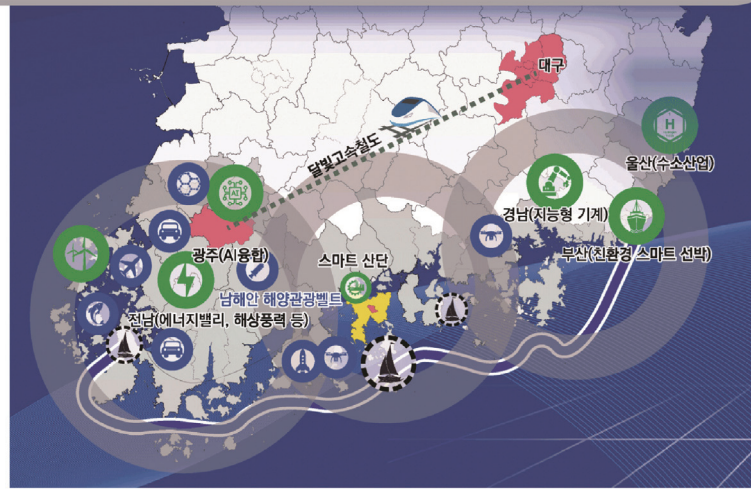 대구
달빛고속철도
H
울산(수소산업)
AI
경남(지능형 기계)
부산(친환경 스마트 선박)
광주(AI융합)
스마트 산단
남해안 해양관광벨트
전남(에너지밸리, 해상풍력 등)